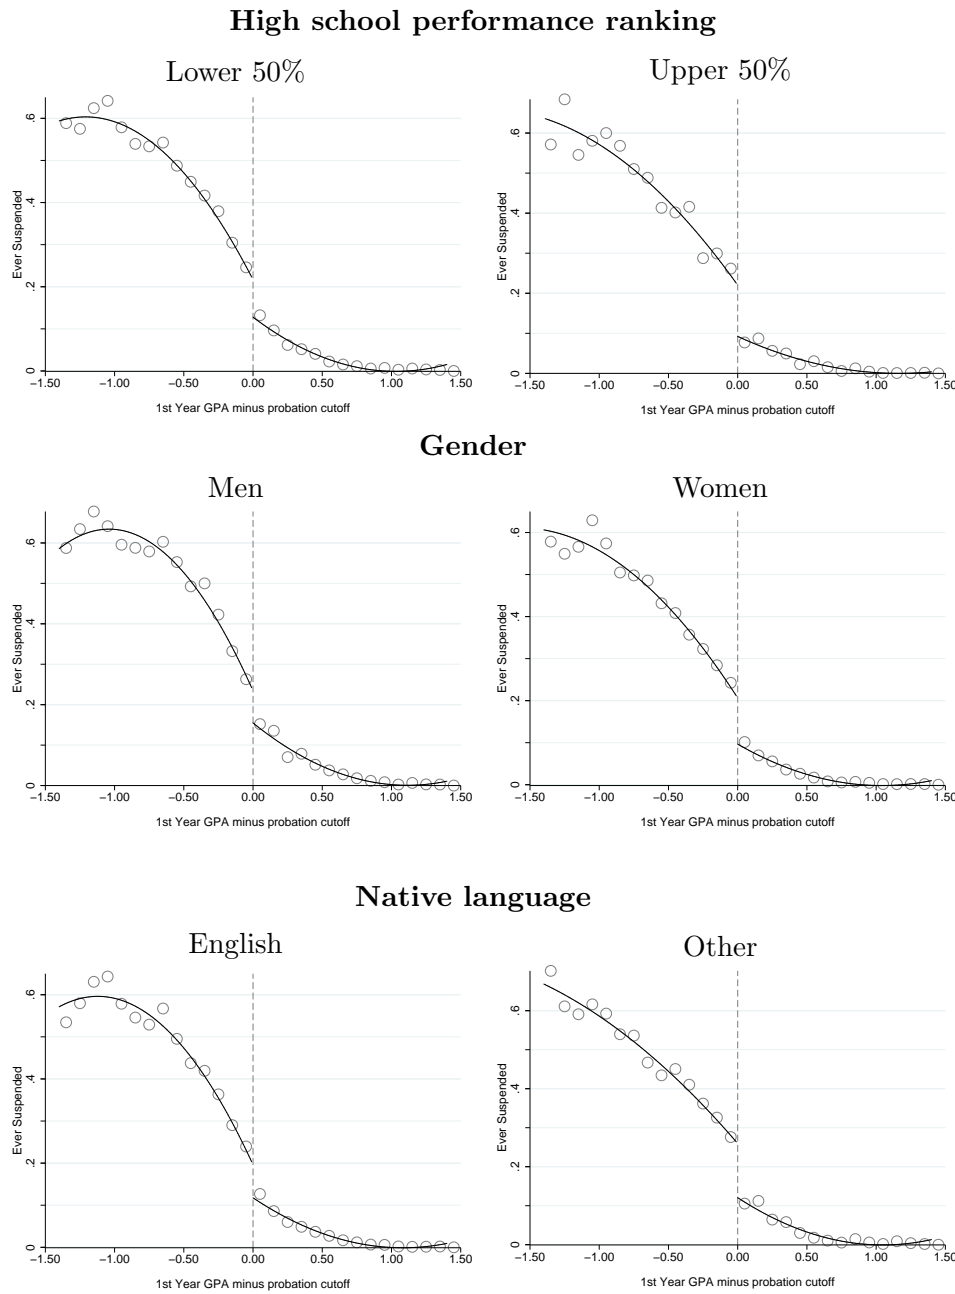 High school performance ranking
Lower 50%
Upper 50%
Ever Suspended
.6
.4
.2
0
−1.50 −1.00 −0.50 0.00 0.50 1.00 1.50
1st Year GPA minus probation cutoff
Ever Suspended
.6
.4
.2
0
−1.50 −1.00 −0.50 0.00 0.50 1.00 1.50
1st Year GPA minus probation cutoff
Gender
Men
Women
Ever Suspended
.6
.4
.2
0
−1.50 −1.00 −0.50 0.00 0.50 1.00 1.50
1st Year GPA minus probation cutoff
Ever Suspended
.6
.4
.2
0
−1.50 −1.00 −0.50 0.00 0.50 1.00 1.50
1st Year GPA minus probation cutoff
Native language
English
Other
Ever Suspended
.6
.4
.2
0
−1.50 −1.00 −0.50 0.00 0.50 1.00 1.50
1st Year GPA minus probation cutoff
Ever Suspended
.6
.4
.2
0
−1.50 −1.00 −0.50 0.00 0.50 1.00 1.50
1st Year GPA minus probation cutoff